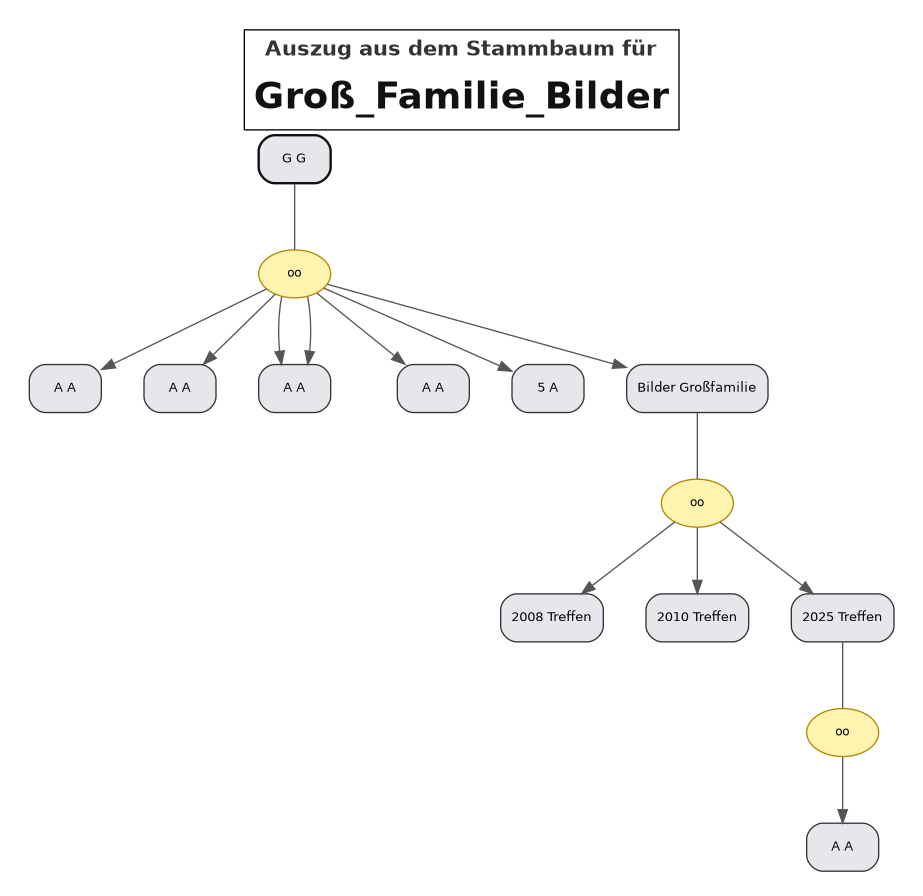 Auszug aus dem Stammbaum für
Groß_Familie_Bilder
G G
oo
A A
A A
A A
A A
5 A
Bilder Großfamilie
oo
2008 Treffen
2010 Treffen
2025 Treffen
oo
A A